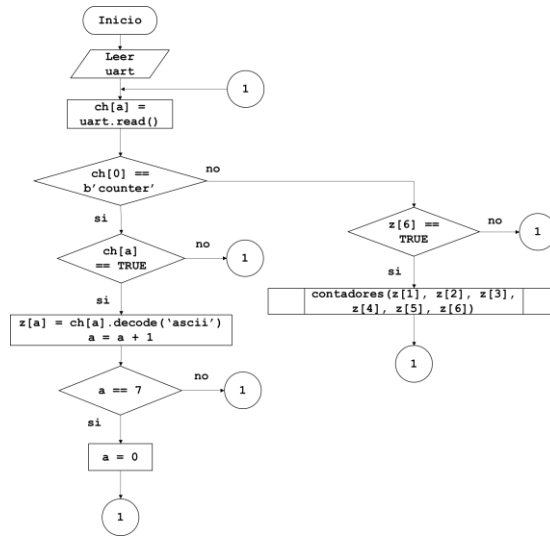 Inicio
Leer
uart
1
ch[a] =
uart.read()
ch[0] ==
b'counter'
no
si
z[6] ==
TRUE
no
1
si
ch[a]
== TRUE
no
1
si
contadores(z[1], z[2], z[3],
z[4], z[5], z[6])
z[a] = ch[a].decode(‘ascii’)
a = a + 1
1
a == 7
no
1
si
a = 0
1